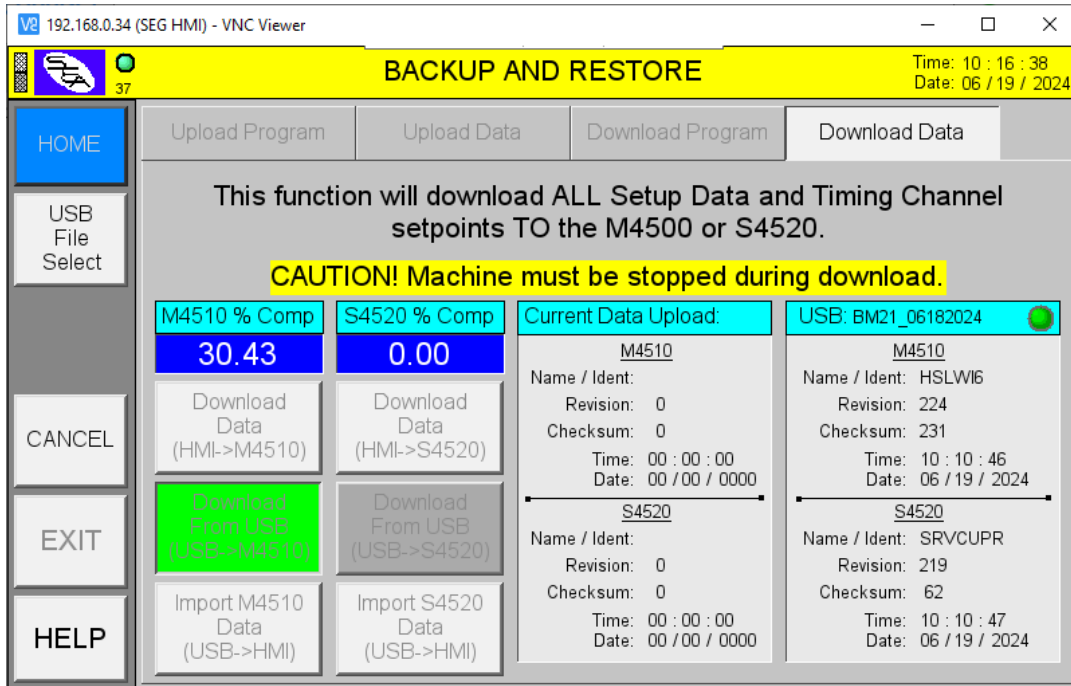 192.168.0.34 (SEG HMI) - VNC Viewer
37
BACKUP AND RESTORE
Time: 10 : 16 : 38
Date: 06 / 19 / 2024
HOME
USB
File
Select
CANCEL
EXIT
HELP
Upload Program
Upload Data
Download Program
Download Data
This function will download ALL Setup Data and Timing Channel
setpoints TO the M4500 or S4520.
CAUTION! Machine must be stopped during download.
M4510 % Comp
30.43
Download
Data
(HMI->M4510)
Download
From USB
(USB->M4510)
Import M4510
Data
(USB->HMI)
S4520 % Comp
0.00
Download
Data
(HMI->S4520)
Download
From USB
(USB->S4520)
Import S4520
Data
(USB->HMI)
Current Data Upload:
M4510
Name / Ident:
Revision: 0
Checksum: 0
Time: 00 : 00 : 00
Date: 00 / 00 / 0000
S4520
Name / Ident:
Revision: 0
Checksum: 0
Time: 00 : 00 : 00
Date: 00 / 00 / 0000
USB: BM21_06182024
M4510
Name / Ident: HSLWI6
Revision: 224
Checksum: 231
Time: 10 : 10 : 46
Date: 06 / 19 / 2024
S4520
Name / Ident: SRVCUPR
Revision: 219
Checksum: 62
Time: 10 : 10 : 47
Date: 06 / 19 / 2024